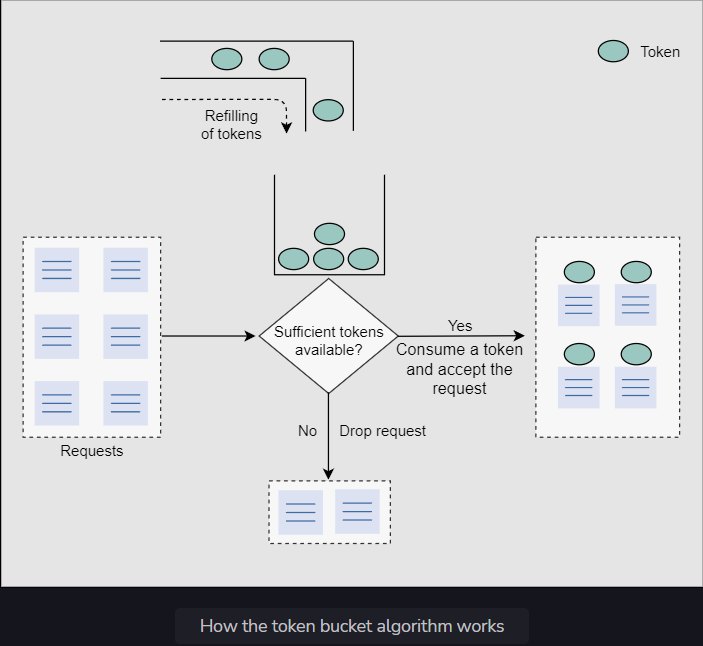 Token
Refilling
of tokens
Sufficient tokens
available?
Yes
Consume a token
and accept the
request
Requests
No
Drop request
How the token bucket algorithm works